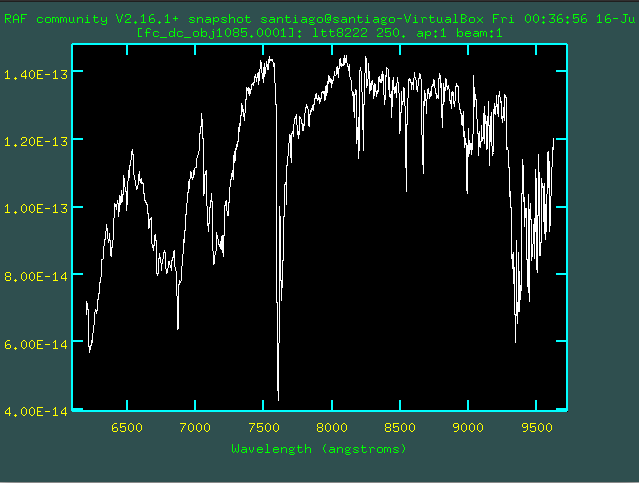 RAF community V2.16.1+ snapshot santiago@santiago-VirtualBox Fri 00:36:56 16-Ju
[fc_dc_obj1085.0001]: ltt8222 250. ap:1 beam:1
1.40E-13
1.20E-13
1.00E-13
8.00E-14
6.00E-14
4.00E-14
6500 7000 7500 8000 8500 9000 9500
Wavelength (angstroms)